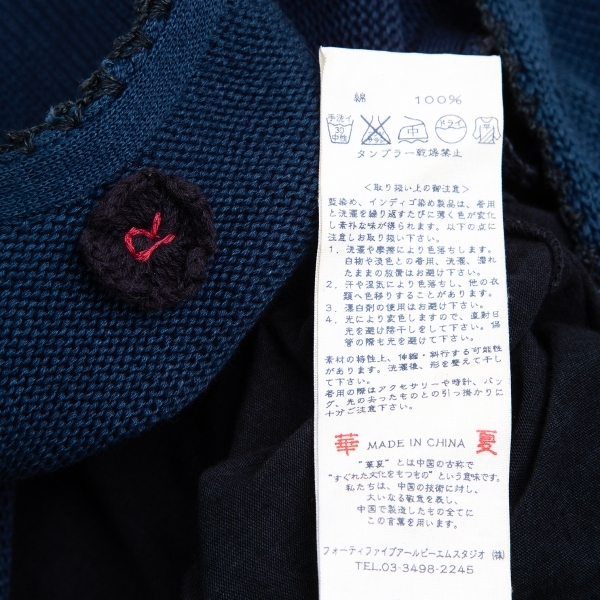 綿 100%
手洗イ 30 中性 ドライ 平
タンブラー乾燥禁止
<取り扱い上の御注意>
藍染め、インディゴ染め製品は、着用
と洗濯を繰り返すたびに薄く色が変化
し素朴な味が得られます。以下の点に
注意しお取り扱い下さい。
1. 洗濯や摩擦により色落ちします。
白物や淡色との着用、洗濯、濡れ
たままの放置はお避け下さい。
2. 汗や湿気により色落ちし、他の衣
類へ色移りすることがあります。
3. 漂白剤の使用はお避け下さい。
4. 光により変色しますので、直射日
光を避け陰干しをして下さい。保
管の際も光を避けて下さい。
素材の特性上、伸縮・斜行する可能性
があります。洗濯後、形を整えて干し
て下さい。
着用の際はアクセサリーや時計、バッ
グ、先の尖ったものとの引っ掛かりに
十分ご注意下さい。
華 MADE IN CHINA 夏
"華夏" とは中国の古称で
"すぐれた文化をもつもの" という意味です。
私たちは、中国の技術に対し、
大いなる敬意を表し、
中国で製造したもの全てに
この言葉を用います。
フォーティファイブアールピーエムスタジオ (株)
TEL.03-3498-2245